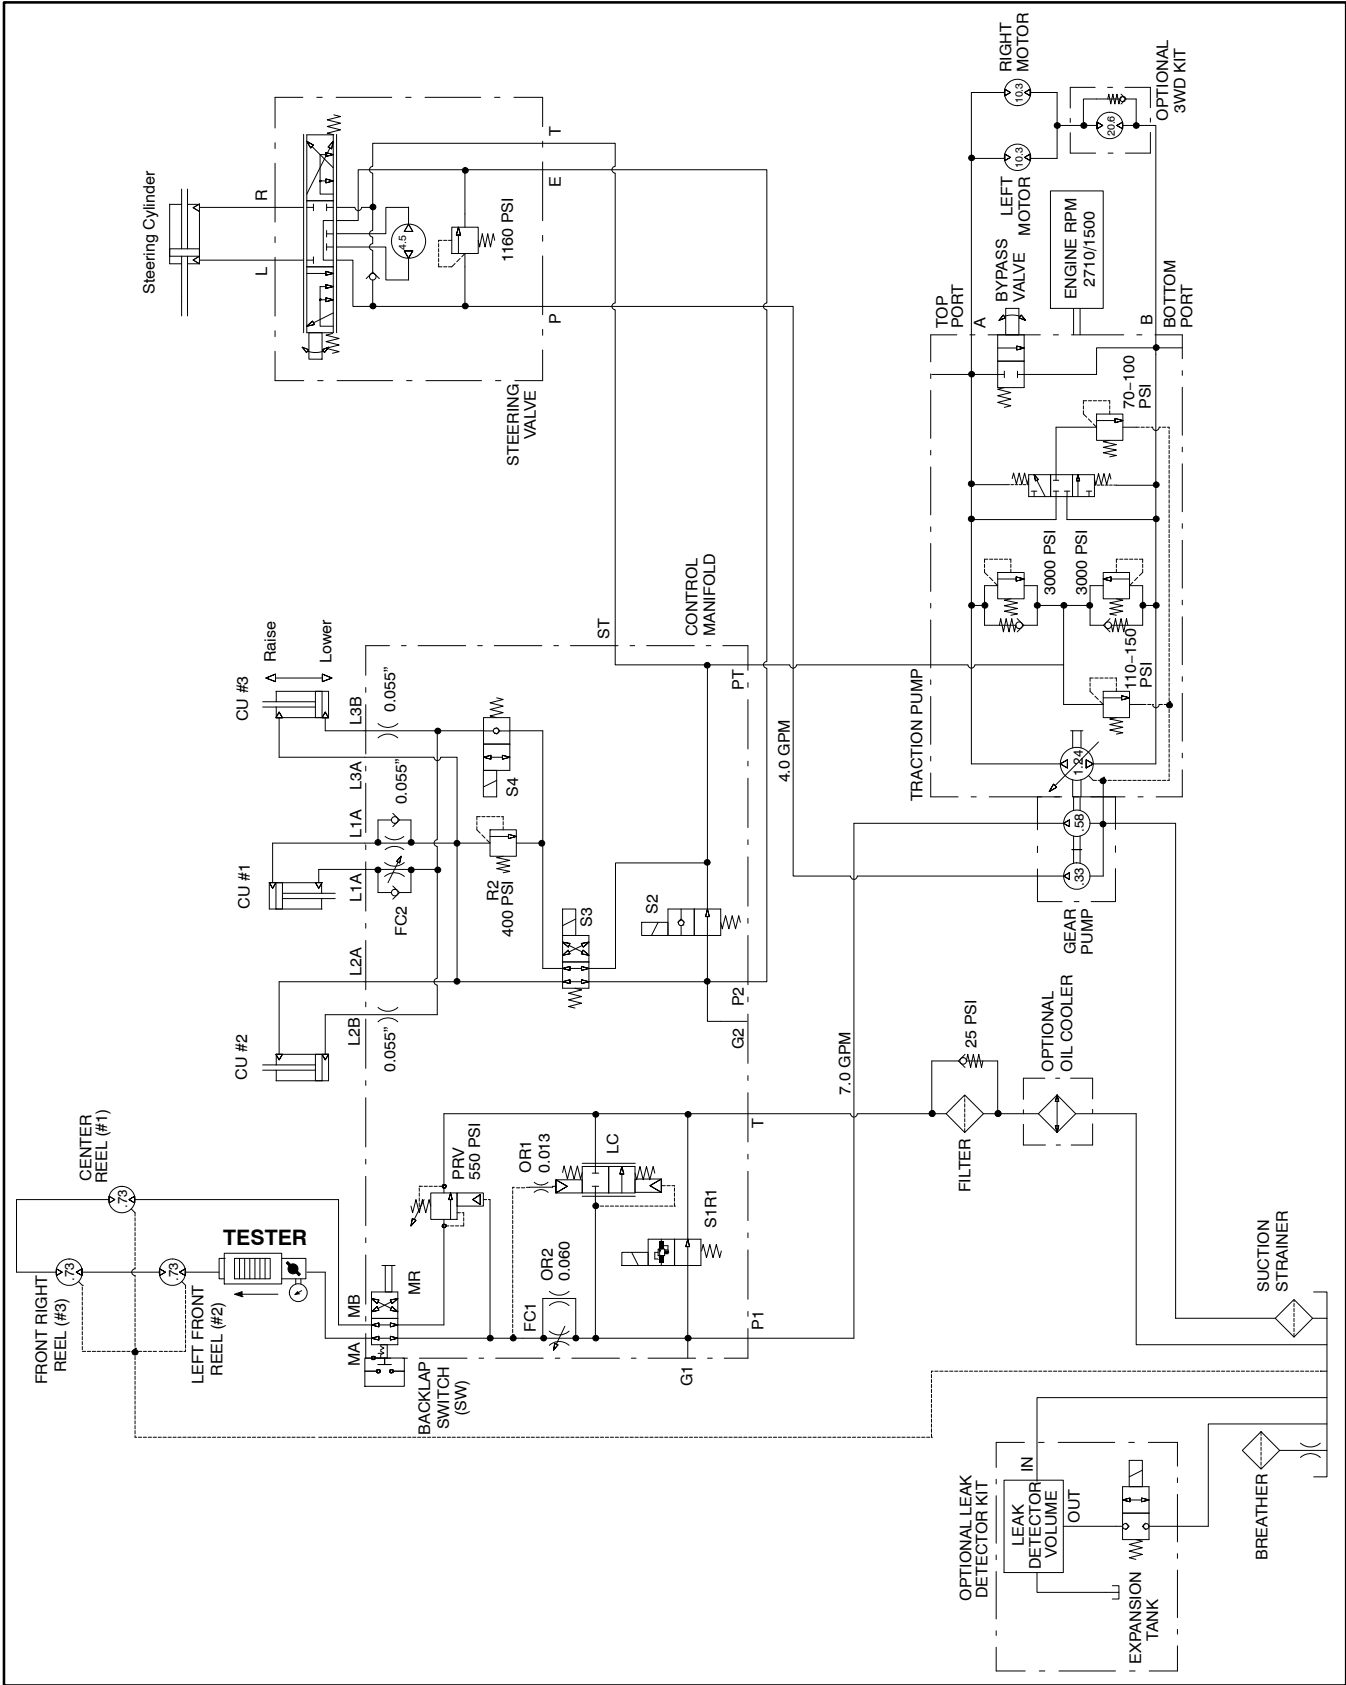 Steering Cylinder
L
R
STEERING
VALVE
4.5
1160 PSI
P
E
T
CU #2
CU #1
CU #3
Raise
Lower
L2B
L2A
L1A
L1A
L3A
L3B
0.055"
0.055"
0.055"
FC2
R2
400 PSI
S4
S3
S2
ST
CONTROL
MANIFOLD
G2
P2
PT
FRONT RIGHT
REEL (#3)
LEFT FRONT
REEL (#2)
CENTER
REEL (#1)
.73
.73
.73
TESTER
BACKLAP
SWITCH
(SW)
MA
MB
MR
PRV
550 PSI
FC1
OR2
0.060
OR1
0.013
LC
S1R1
G1
P1
T
7.0 GPM
4.0 GPM
TRACTION PUMP
GEAR
PUMP
.33
.58
1.24
110–150
PSI
3000 PSI
3000 PSI
70–100
PSI
TOP
PORT
A
B
BOTTOM
PORT
BYPASS
VALVE
LEFT
MOTOR
RIGHT
MOTOR
10.3
10.3
20.6
ENGINE RPM
2710/1500
OPTIONAL
3WD KIT
FILTER
25 PSI
OPTIONAL
OIL COOLER
SUCTION
STRAINER
OPTIONAL LEAK
DETECTOR KIT
LEAK
DETECTOR
VOLUME
IN
OUT
EXPANSION
TANK
BREATHER